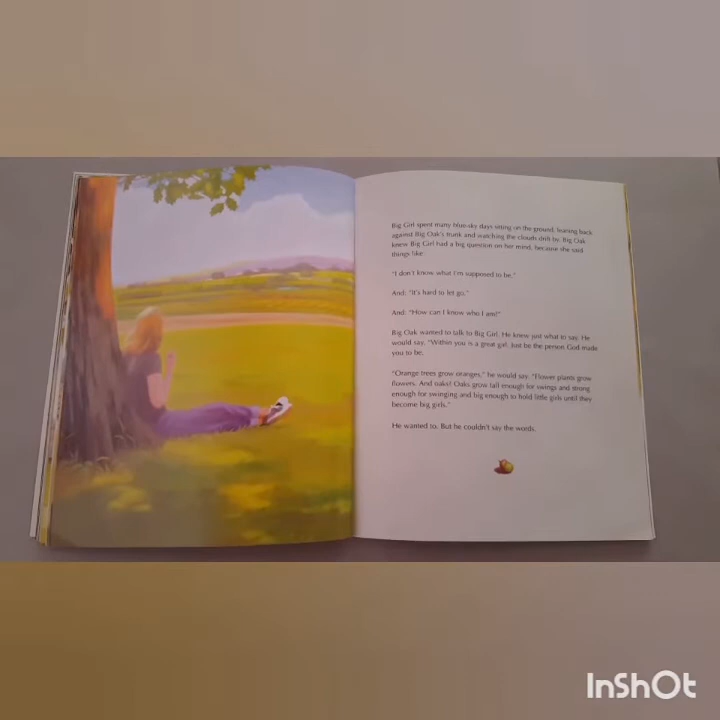 Big Girl spent many blue-sky days sitting on the ground, leaning back
against Big Oak's trunk and watching the clouds drift by. Big Oak
knew Big Girl had a big question on her mind, because she said
things like:
"I don't know what I'm supposed to be."
And: "It's hard to let go."
And: "How can I know who I am?"
Big Oak wanted to talk to Big Girl. He knew just what to say. He
would say, "Within you is a great girl. Just be the person God made
you to be.
"Orange trees grow oranges," he would say. "Flower plants grow
flowers. And oaks? Oaks grow tall enough for swings and strong
enough for swinging and big enough to hold little girls until they
become big girls."
He wanted to. But he couldn't say the words.
InShOt